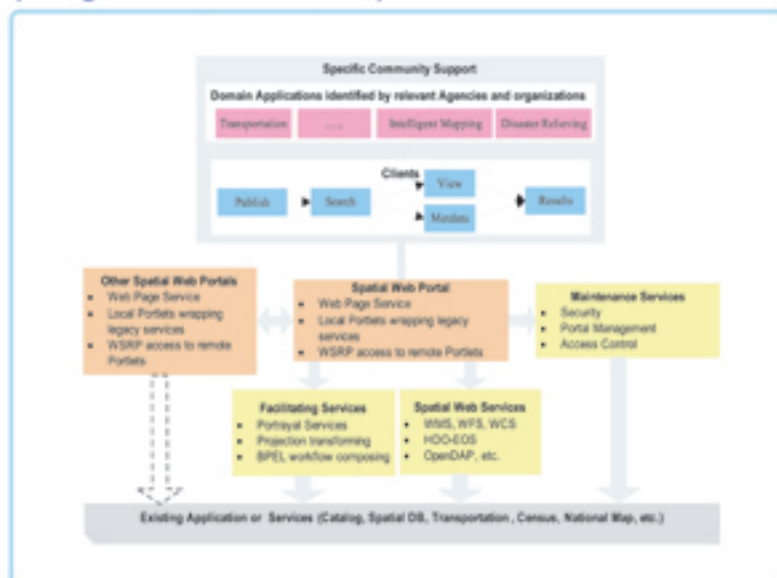 Specific Community Support
Domain Applications identified by relevant Agencies and organizations
Transportation
.....
Intelligent Mapping
Disaster Relieving
Clients
Publish
Search
View
Metdata
Results
Other Spatial Web Portals
• Web Page Service
• Local Portlets wrapping
legacy services
• WSRP access to remote
Portlets
Spatial Web Portal
• Web Page Service
• Local Portlets wrapping legacy
services
• WSRP access to remote Portlets
Maintenance Services
• Security
• Portal Management
• Access Control
Facilitating Services
• Portrayal Services
• Projection transforming
• BPEL workflow composing
Spatial Web Services
• WMS, WFS, WCS
• HDO-EOS
• OpenDAP, etc.
Existing Application or Services (Catalog, Spatial DB, Transportation , Census, National Map, etc.)